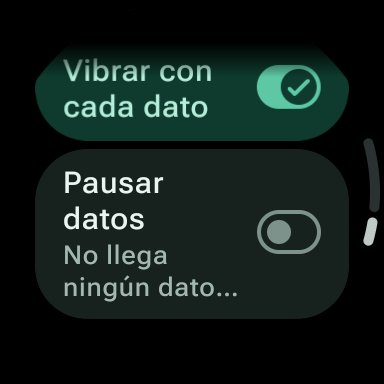 Vibrar con
cada dato
Pausar
datos
No llega
ningún dato...